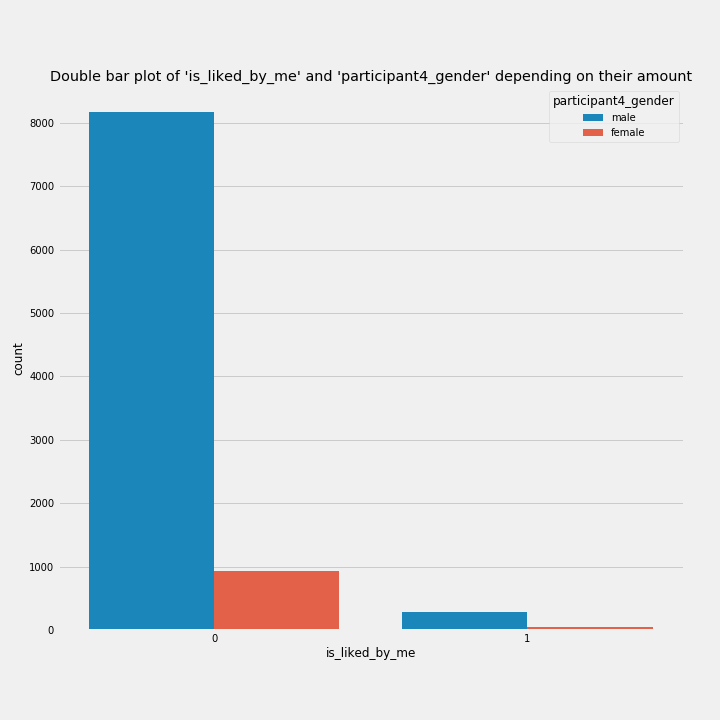 Double bar plot of 'is_liked_by_me' and 'participant4_gender' depending on their amount
participant4_gender
male
female
8000
7000
6000
5000
4000
3000
2000
1000
0
count
0
1
is_liked_by_me